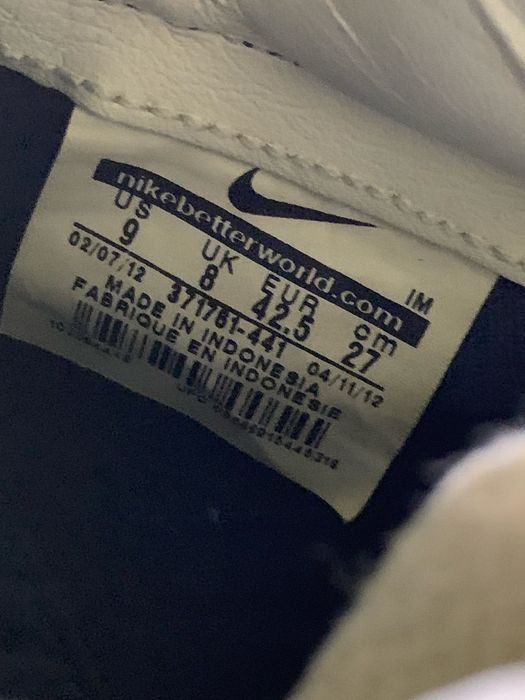 nikebetterworld.com
IM
US UK EUR cm
9 8 42.5 27
02/07/12 371761-441 04/11/12
MADE IN INDONESIA
FABRIQUE EN INDONESIE